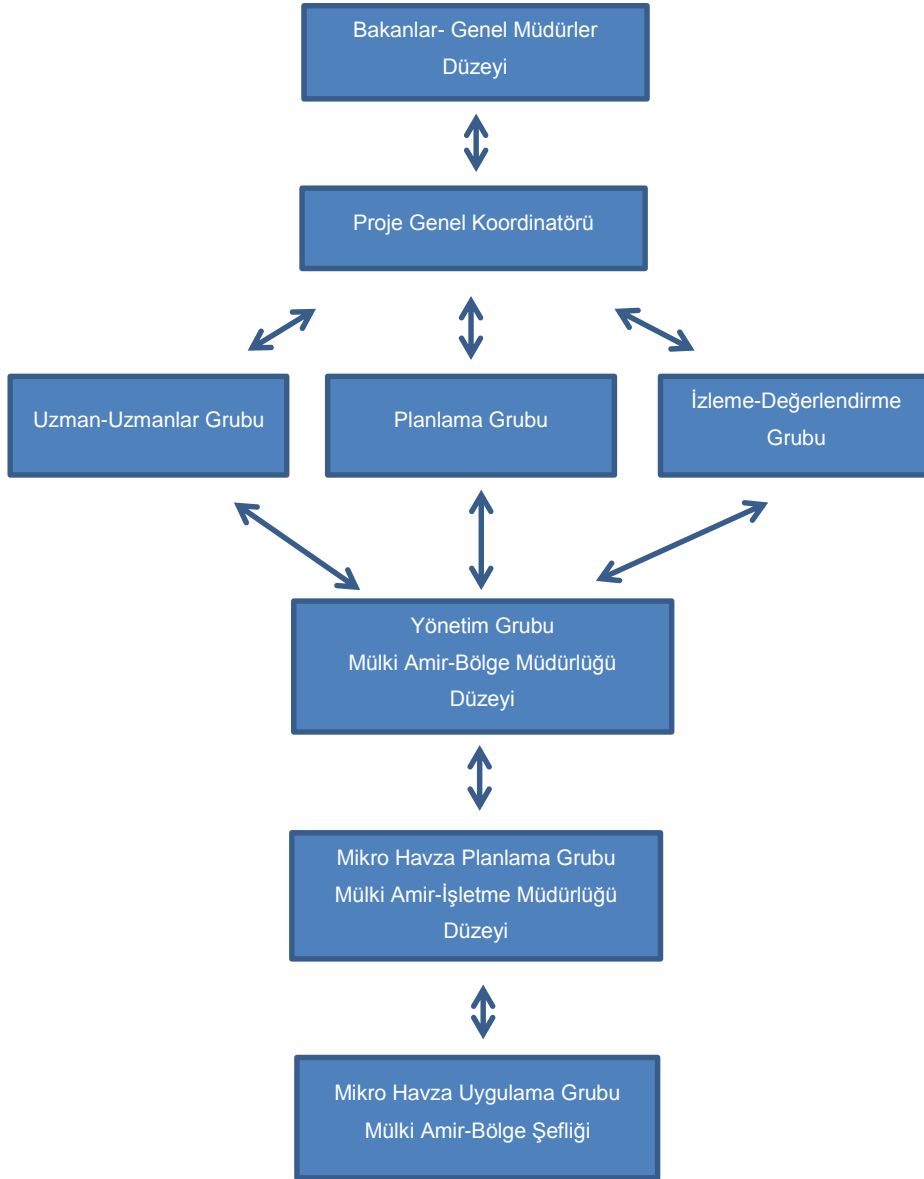 Bakanlar- Genel Müdürler
Düzeyi
Proje Genel Koordinatörü
Uzman-Uzmanlar Grubu
Planlama Grubu
İzleme-Değerlendirme
Grubu
Yönetim Grubu
Mülki Amir-Bölge Müdürlüğü
Düzeyi
Mikro Havza Planlama Grubu
Mülki Amir-İşletme Müdürlüğü
Düzeyi
Mikro Havza Uygulama Grubu
Mülki Amir-Bölge Şefliği